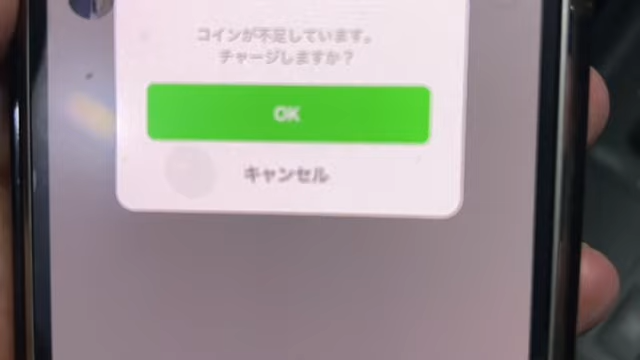 コインが不足しています。
チャージしますか？
OK
キャンセル